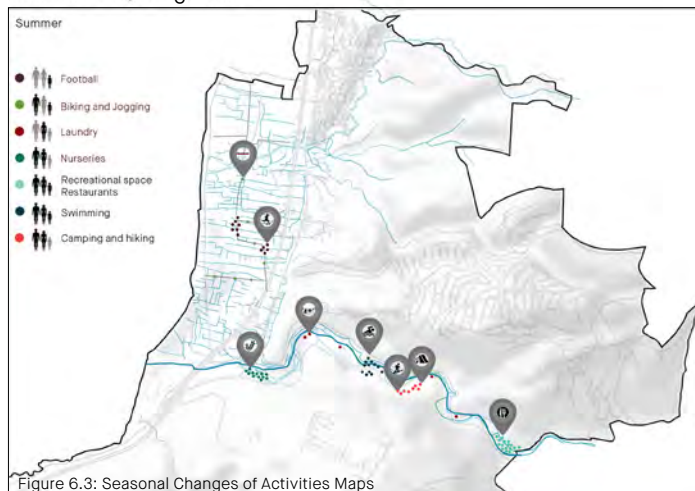 Summer
Football
Biking and Jogging
Laundry
Nurseries
Recreational space
Restaurants
Swimming
Camping and hiking
Figure 6.3: Seasonal Changes of Activities Maps